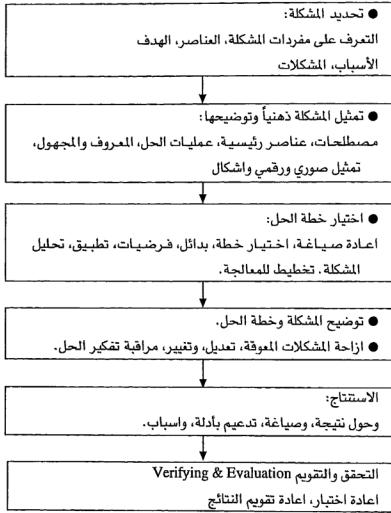 ● تحديد المشكلة:
التعرف على مفردات المشكلة، العناصر، الهدف
الأسباب، المشكلات
● تمثيل المشكلة ذهنياً وتوضيحها:
مصطلحات، عناصر رئيسية، عمليات الحل، المعروف والمجهول،
تمثل صوري ورقمي واشكال
● اختيار خطة الحل:
اعادة صياغة، اختيار خطة، بدائل، فرضيات، تطبيق، تحليل
المشكلة. تخطيط للمعالجة.
● توضيح المشكلة وخطة الحل.
● ازاحة المشكلات المعوقة، تعديل، وتغيير، مراقبة تفكير الحل.
الاستنتاج:
وحول نتيجة، وصياغة، تدعيم بأدلة، واسباب.
التحقق والتقويم Verifying & Evaluation
اعادة اختبار، اعادة تقويم النتائج